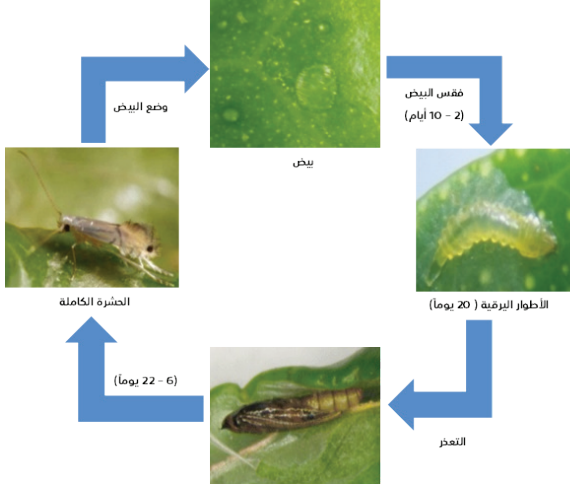 وضع البيض
فقس البيض
(2 - 10 أيام)
بيض
الحشرة الكاملة
الأطوار اليرقية ( 20 يوماً)
(6 - 22 يوماً)
التعذر